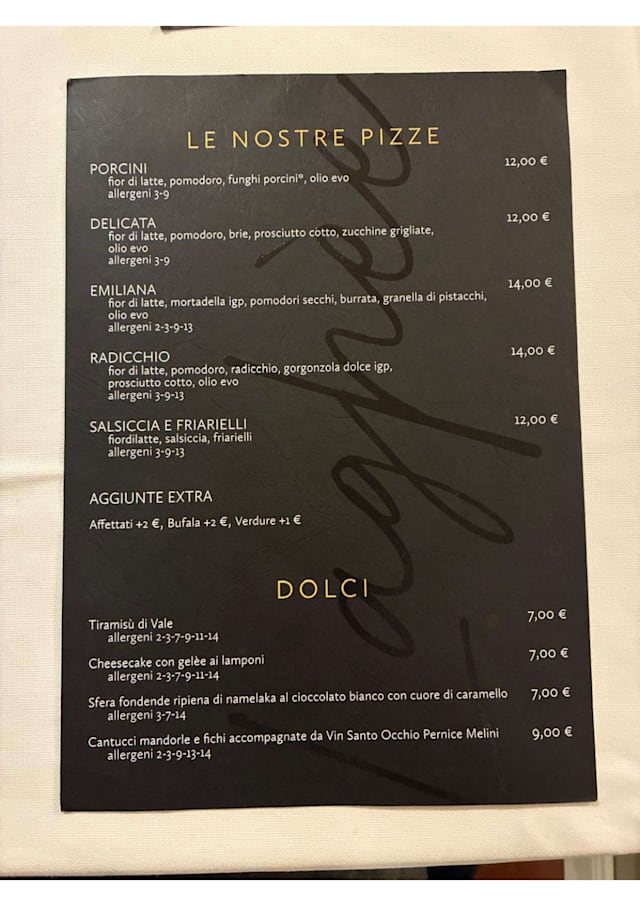 LE NOSTRE PIZZE
PORCINI 12,00 €
fior di latte, pomodoro, funghi porcini*, olio evo
allergeni 3-9
DELICATA 12,00 €
fior di latte, pomodoro, brie, prosciutto cotto, zucchine grigliate,
olio evo
allergeni 3-9
EMILIANA 14,00 €
fior di latte, mortadella igp, pomodori secchi, burrata, granella di pistacchi,
olio evo
allergeni 2-3-9-13
RADICCHIO 14,00 €
fior di latte, pomodoro, radicchio, gorgonzola dolce igp,
prosciutto cotto, olio evo
allergeni 3-9-13
SALSICCIA E FRIARIELLI 12,00 €
fiordilatte, salsiccia, friarielli
allergeni 3-9-13
AGGIUNTE EXTRA
Affettati +2 €, Bufala +2 €, Verdure +1 €
DOLCI
Tiramisù di Vale 7,00 €
allergeni 2-3-7-9-11-14
Cheesecake con gelèe ai lamponi 7,00 €
allergeni 2-3-7-9-11-14
Sfera fondende ripiena di namelaka al cioccolato bianco con cuore di caramello 7,00 €
allergeni 3-7-14
Cantucci mandorle e fichi accompagnate da Vin Santo Occhio Pernice Melini 9,00 €
allergeni 2-3-9-13-14